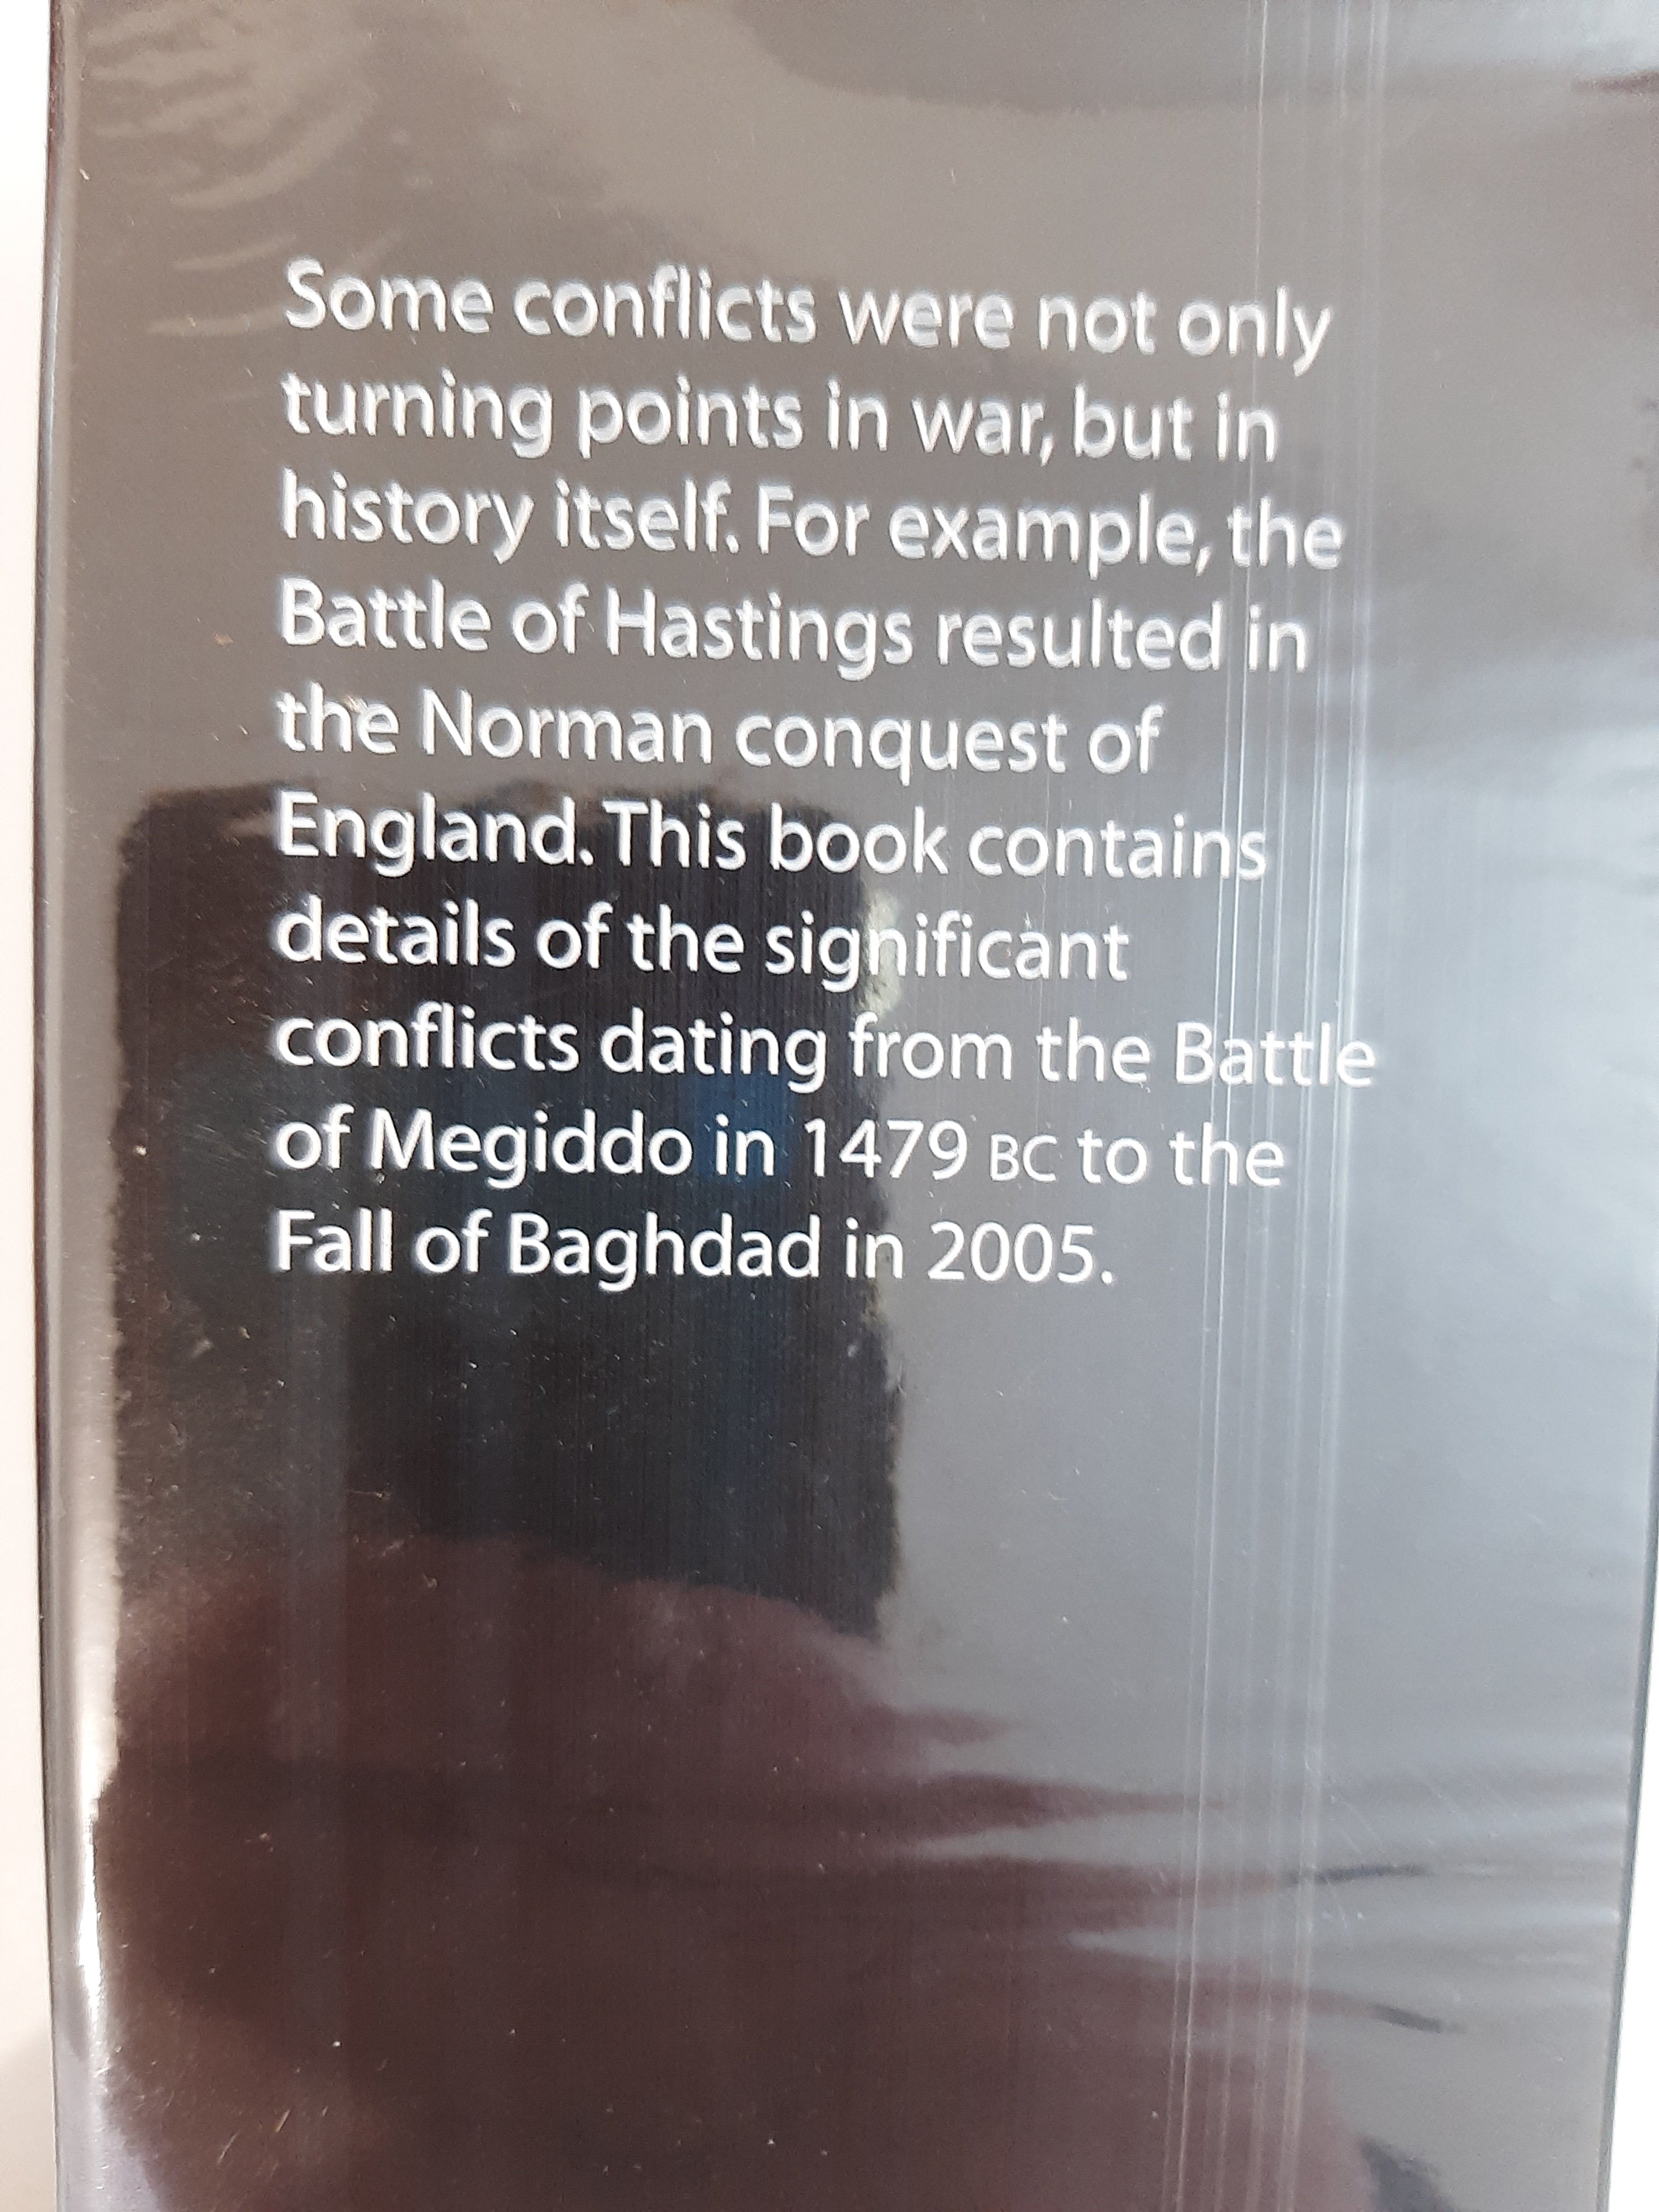 Some conflicts were not only
turning points in war, but in
history itself. For example, the
Battle of Hastings resulted in
the Norman conquest of
England. This book contains
details of the significant
conflicts dating from the Battle
of Megiddo in 1479 BC to the
Fall of Baghdad in 2005.